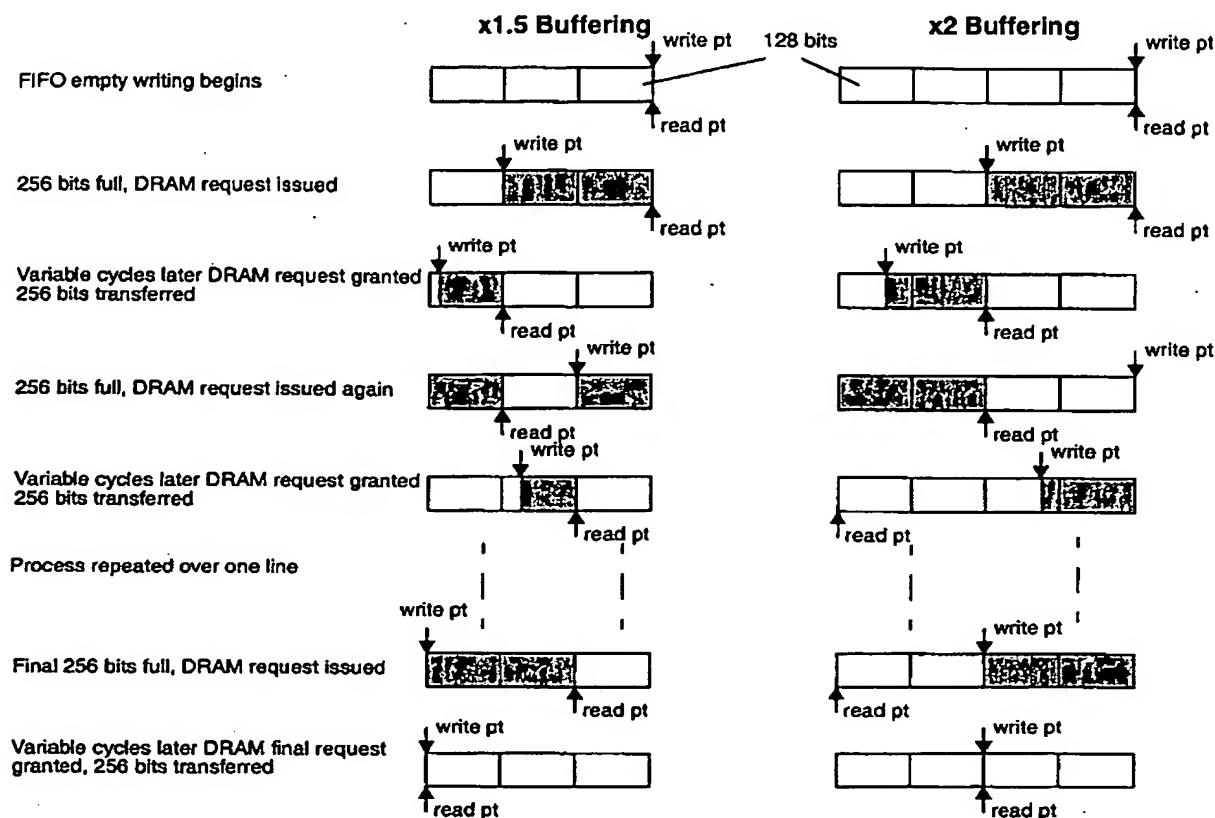 x1.5 Buffering
x2 Buffering
write pt
128 bits
write pt
FIFO empty writing begins
read pt
read pt
write pt
write pt
256 bits full, DRAM request issued
read pt
read pt
write pt
write pt
Variable cycles later DRAM request granted
256 bits transferred
read pt
read pt
write pt
write pt
256 bits full, DRAM request issued again
read pt
read pt
write pt
write pt
Variable cycles later DRAM request granted
256 bits transferred
read pt
read pt
Process repeated over one line
write pt
write pt
Final 256 bits full, DRAM request issued
read pt
read pt
write pt
write pt
Variable cycles later DRAM final request
granted, 256 bits transferred
read pt
read pt